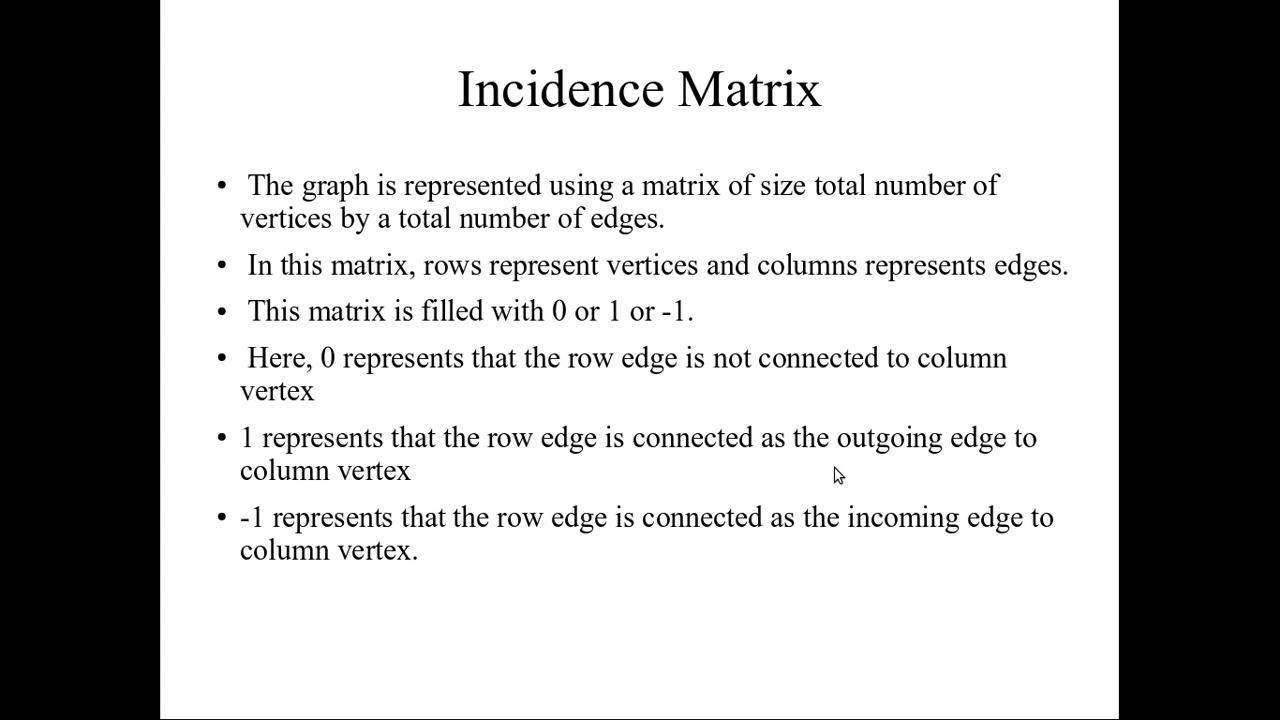 Incidence Matrix
• The graph is represented using a matrix of size total number of
vertices by a total number of edges.
• In this matrix, rows represent vertices and columns represents edges.
• This matrix is filled with 0 or 1 or -1.
• Here, 0 represents that the row edge is not connected to column
vertex
• 1 represents that the row edge is connected as the outgoing edge to
column vertex
• -1 represents that the row edge is connected as the incoming edge to
column vertex.